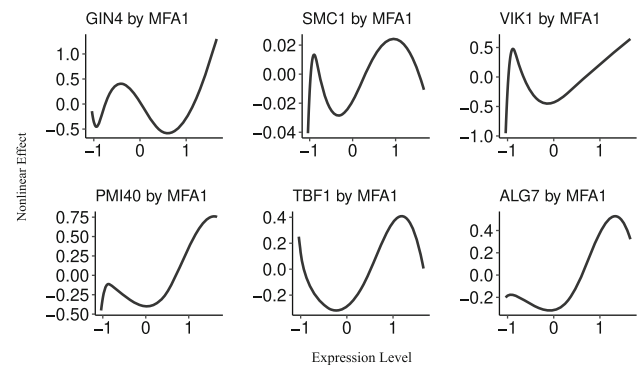 GIN4 by MFA1 SMC1 by MFA1 VIK1 by MFA1
1.0
0.5
0.0
−0.5
−1 0 1
0.02
0.00
−0.02
−0.04
−1 0 1
0.5
0.0
−0.5
−1.0
−1 0 1
Nonlinear Effect
PMI40 by MFA1 TBF1 by MFA1 ALG7 by MFA1
0.75
0.50
0.25
0.00
−0.25
−0.50
−1 0 1
0.4
0.2
0.0
−0.2
−1 0 1
0.4
0.2
0.0
−0.2
−1 0 1
Expression Level